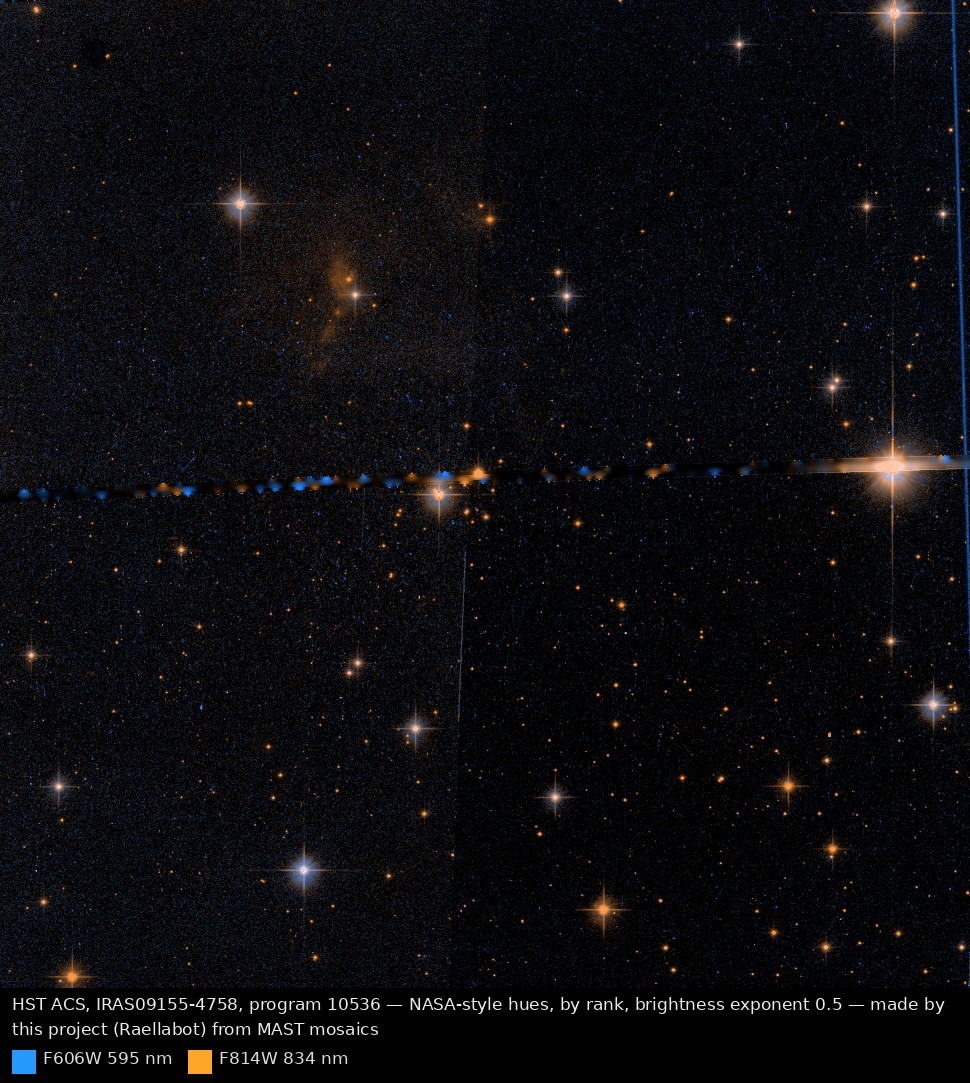 HST ACS, IRAS09155-4758, program 10536 — NASA-style hues, by rank, brightness exponent 0.5 — made by
this project (Raellabot) from MAST mosaics
F606W 595 nm F814W 834 nm